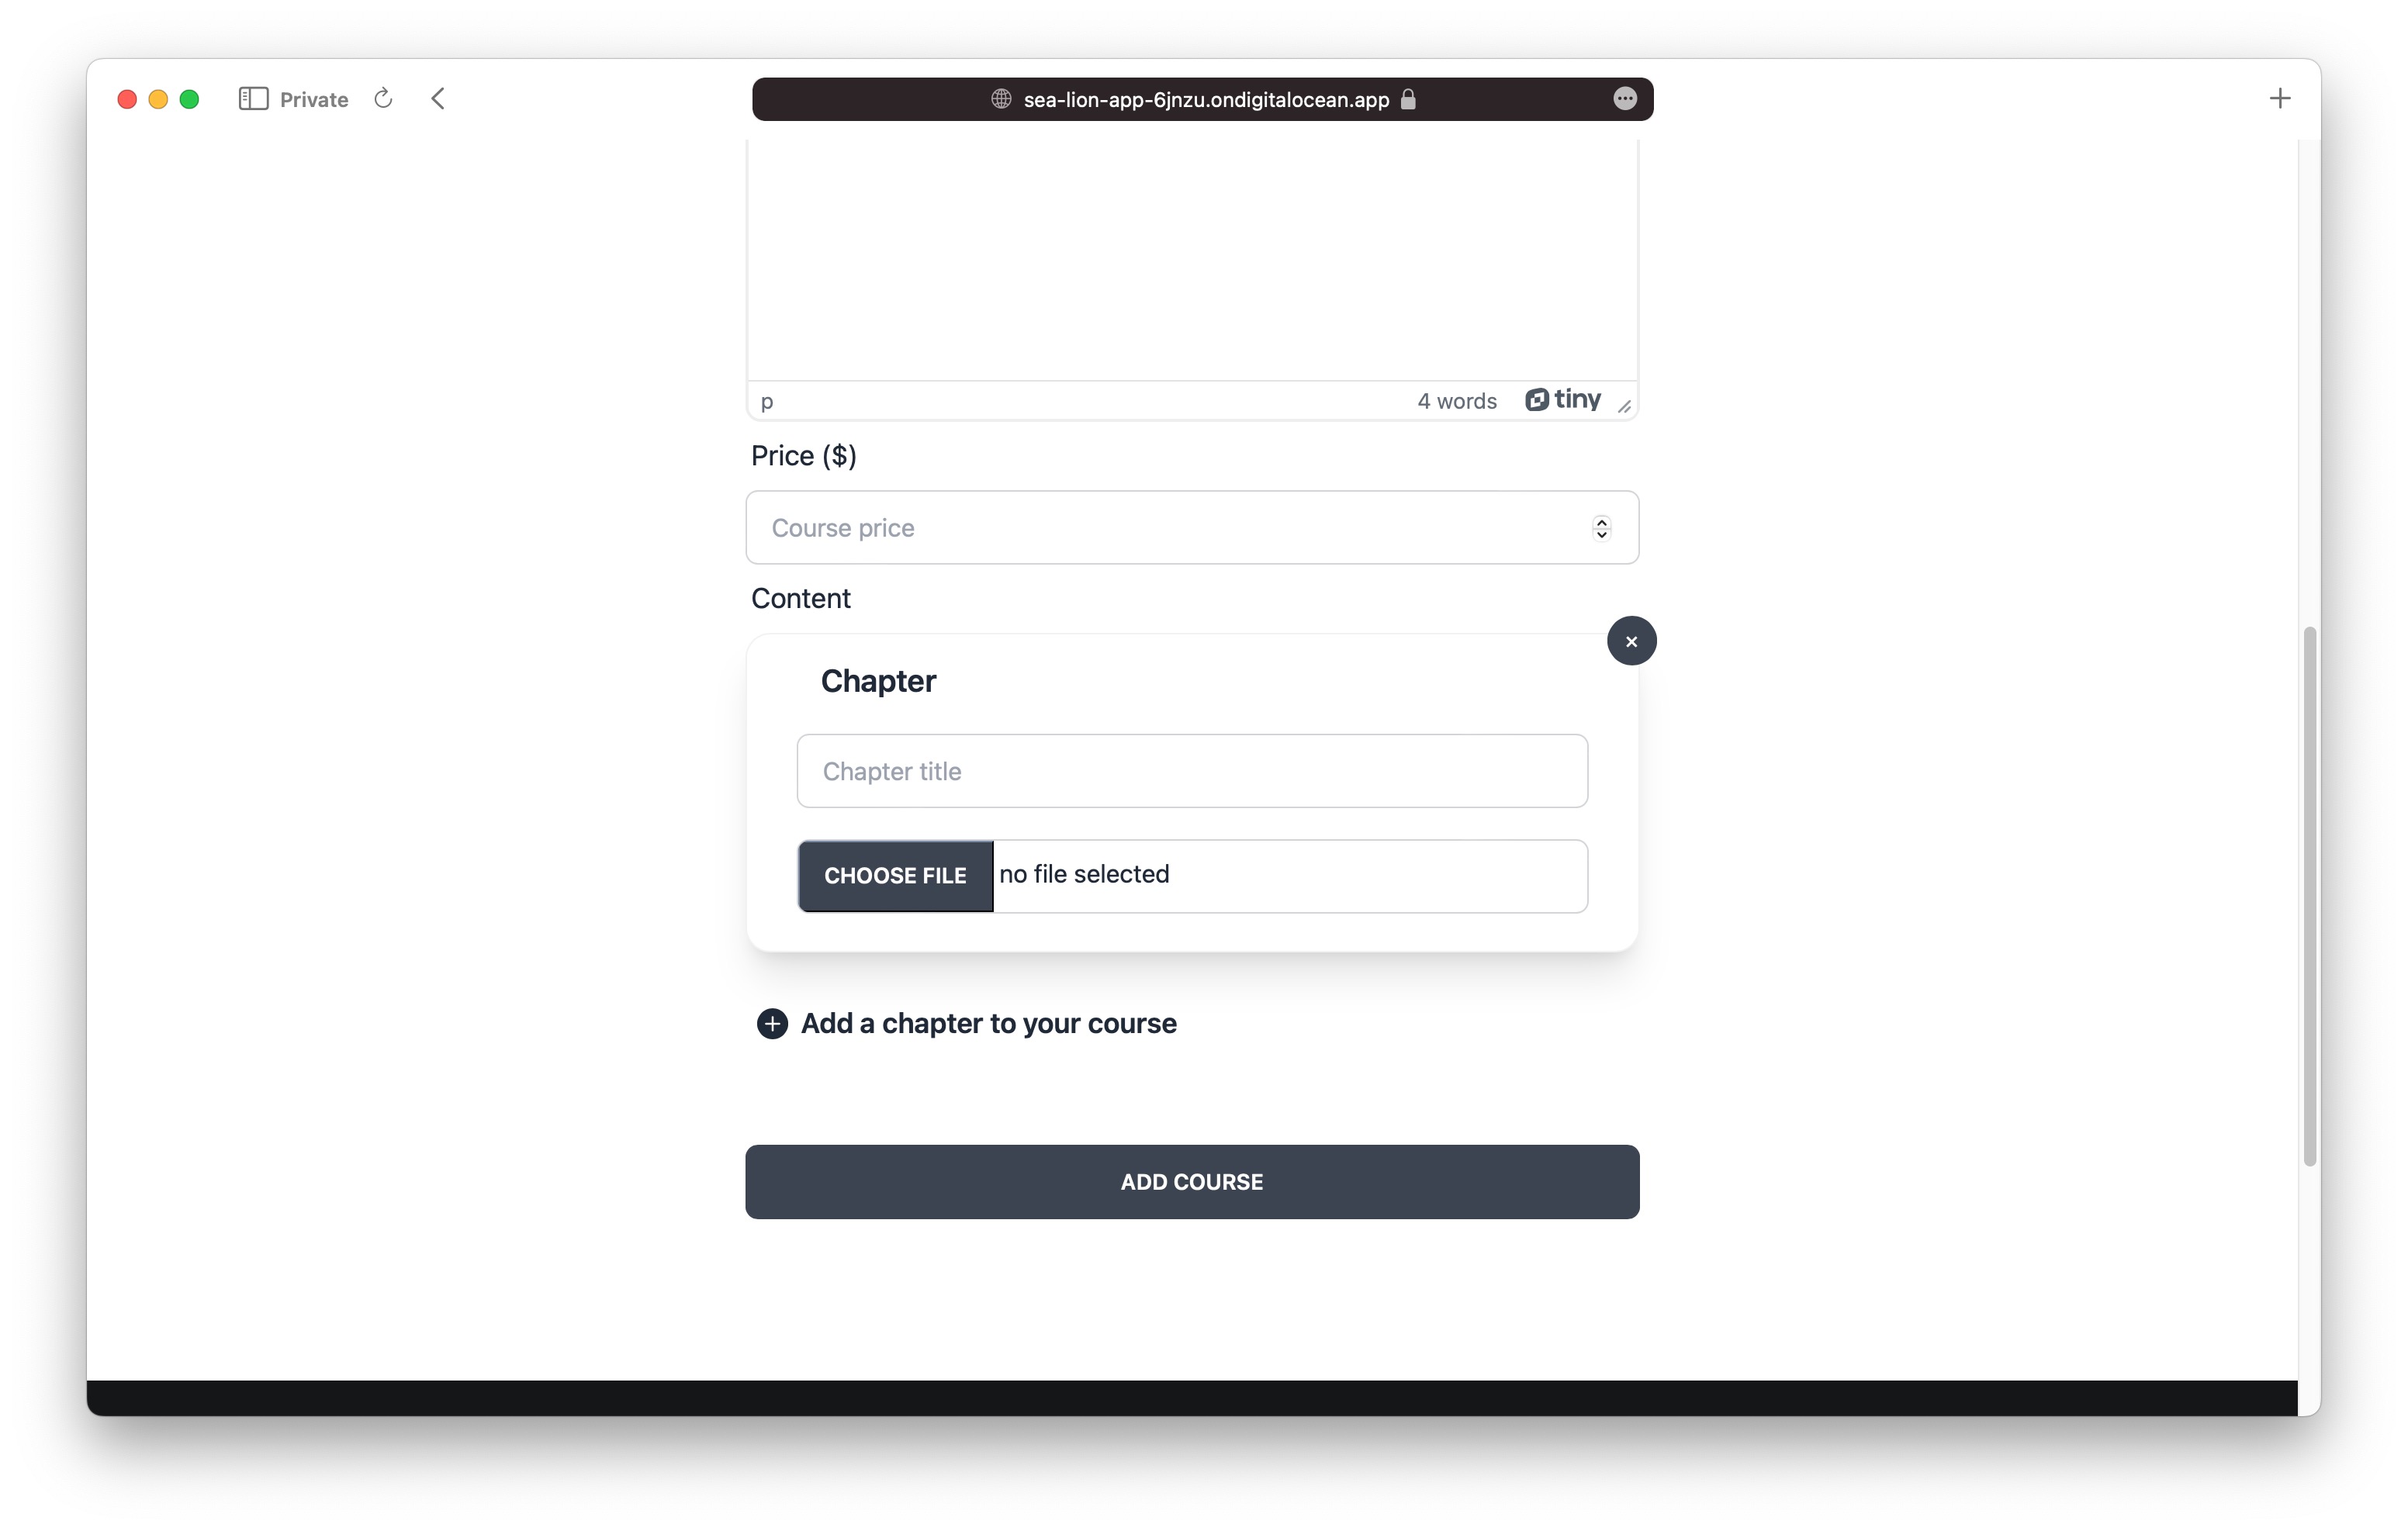 Private
sea-lion-app-6jnzu.ondigitalocean.app
p 4 words tiny
Price ($)
Course price
Content
Chapter
Chapter title
CHOOSE FILE no file selected
Add a chapter to your course
ADD COURSE